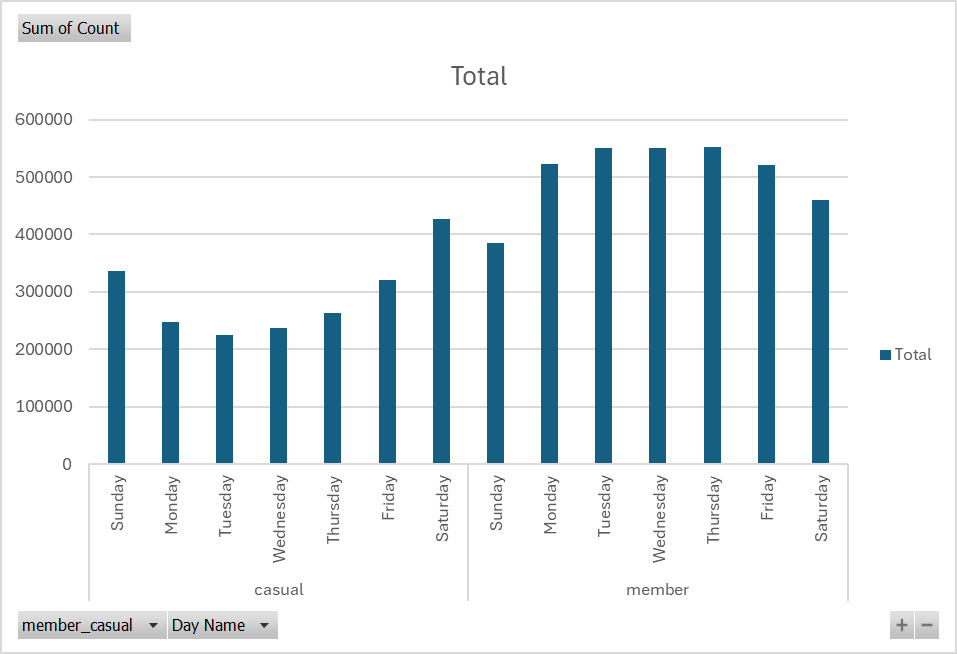 Sum of Count
Total
600000
500000
400000
300000
200000
100000
0
Total
Sunday
Monday
Tuesday
Wednesday
Thursday
Friday
Saturday
Sunday
Monday
Tuesday
Wednesday
Thursday
Friday
Saturday
casual
member
member_casual
Day Name
+ −